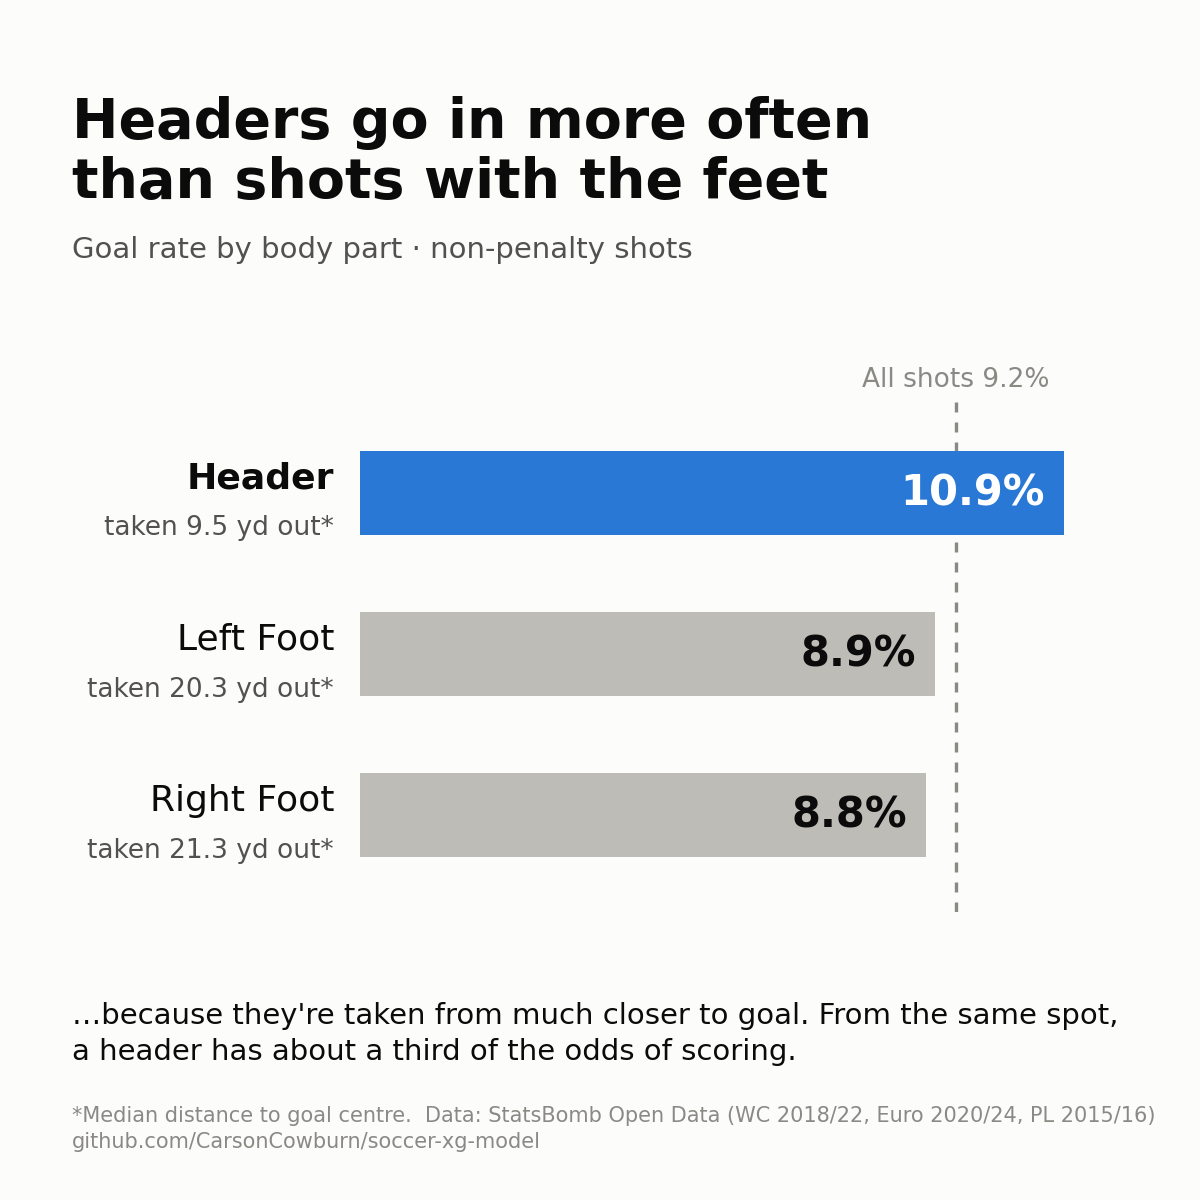 Headers go in more often
than shots with the feet
Goal rate by body part · non-penalty shots
All shots 9.2%
Header
taken 9.5 yd out*
10.9%
Left Foot
taken 20.3 yd out*
8.9%
Right Foot
taken 21.3 yd out*
8.8%
…because they're taken from much closer to goal. From the same spot,
a header has about a third of the odds of scoring.
*Median distance to goal centre.  Data: StatsBomb Open Data (WC 2018/22, Euro 2020/24, PL 2015/16)
github.com/CarsonCowburn/soccer-xg-model